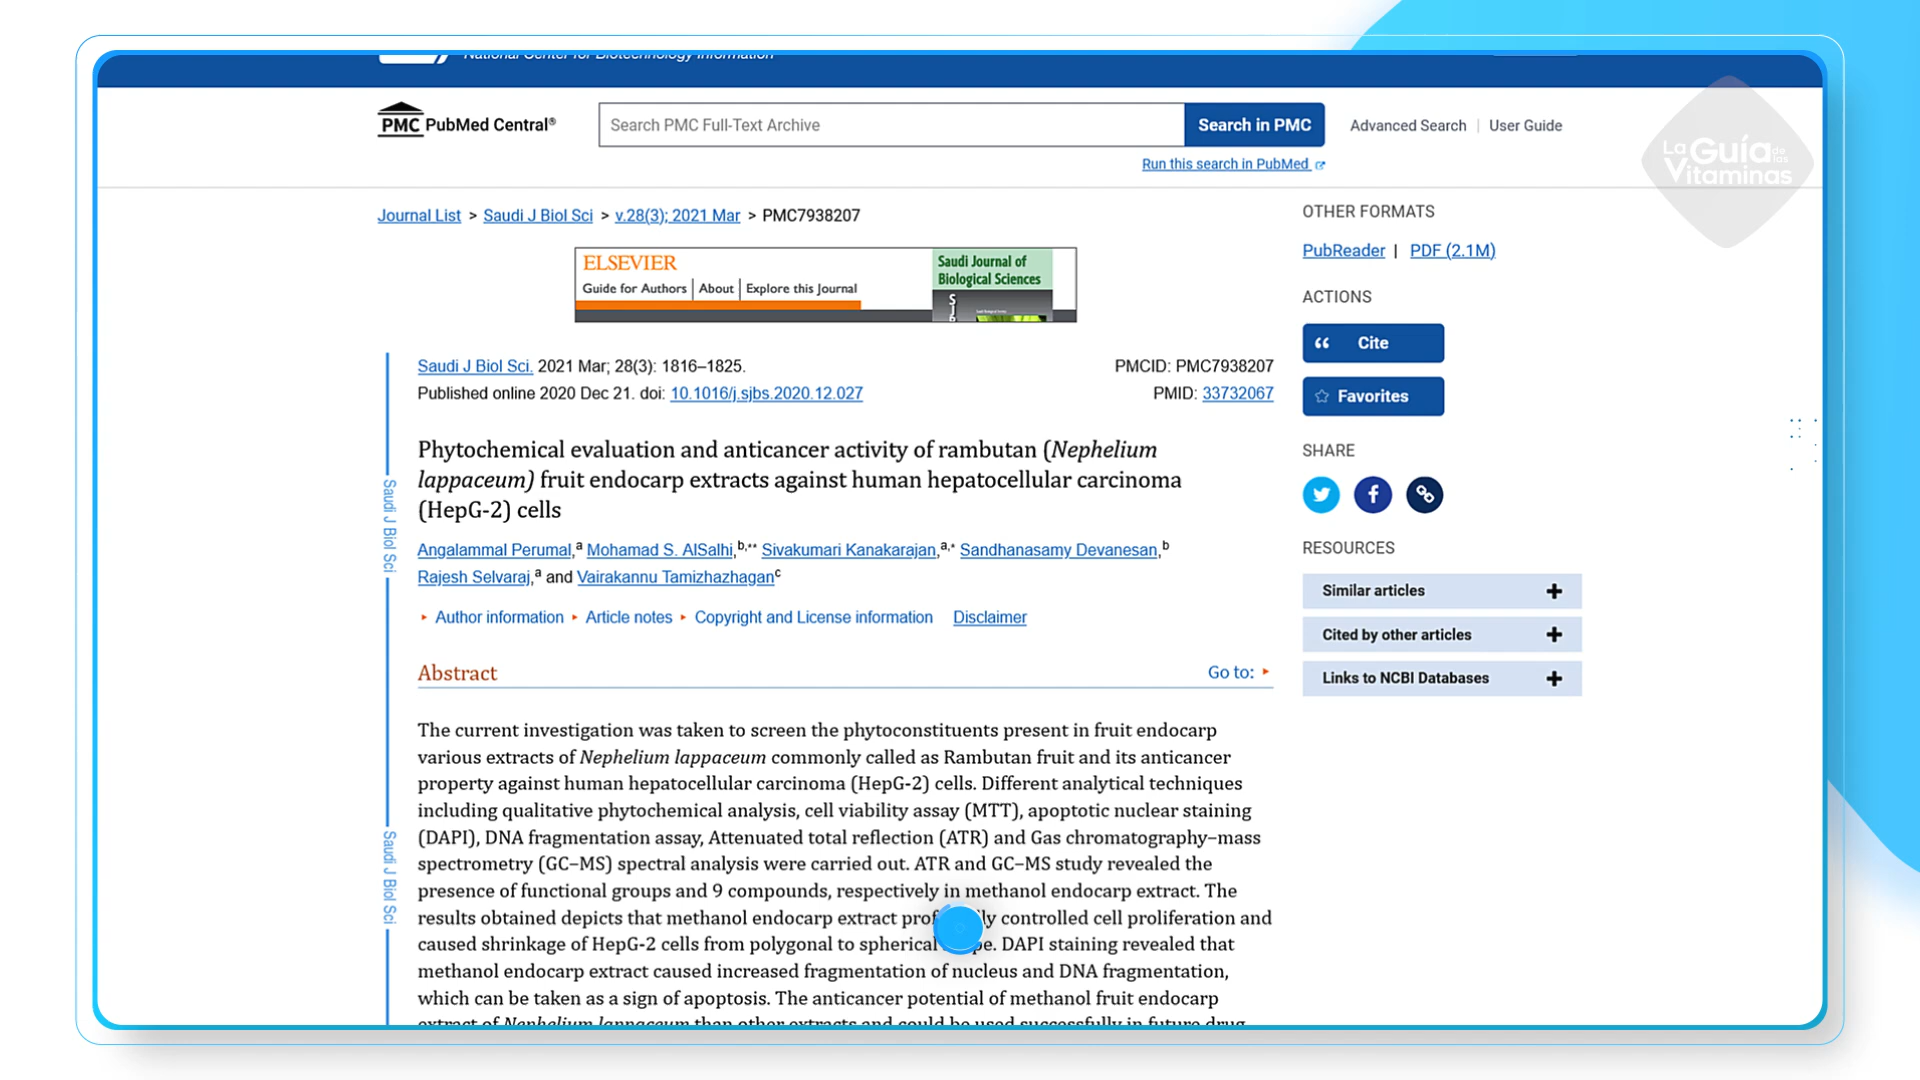 National Center for Biotechnology Information
PMC PubMed Central®
Search PMC Full-Text Archive
Search in PMC
Advanced Search | User Guide
Run this search in PubMed
La Guía de las Vitaminas
Journal List > Saudi J Biol Sci > v.28(3); 2021 Mar > PMC7938207
ELSEVIER
Guide for Authors | About | Explore this Journal
Saudi Journal of
Biological Sciences
Saudi J Biol Sci. 2021 Mar; 28(3): 1816–1825.
Published online 2020 Dec 21. doi: 10.1016/j.sjbs.2020.12.027
PMCID: PMC7938207
PMID: 33732067
Phytochemical evaluation and anticancer activity of rambutan (Nephelium
lappaceum) fruit endocarp extracts against human hepatocellular carcinoma
(HepG-2) cells
Angalammal Perumal,a Mohamad S. AlSalhi,b,** Sivakumari Kanakarajan,a,* Sandhanasamy Devanesan,b
Rajesh Selvaraj,a and Vairakannu Tamizhazhaganc
Author information Article notes Copyright and License information Disclaimer
Abstract
Go to:
The current investigation was taken to screen the phytoconstituents present in fruit endocarp
various extracts of Nephelium lappaceum commonly called as Rambutan fruit and its anticancer
property against human hepatocellular carcinoma (HepG-2) cells. Different analytical techniques
including qualitative phytochemical analysis, cell viability assay (MTT), apoptotic nuclear staining
(DAPI), DNA fragmentation assay, Attenuated total reflection (ATR) and Gas chromatography–mass
spectrometry (GC–MS) spectral analysis were carried out. ATR and GC–MS study revealed the
presence of functional groups and 9 compounds, respectively in methanol endocarp extract. The
results obtained depicts that methanol endocarp extract controlled cell proliferation and
caused shrinkage of HepG-2 cells from polygonal to spherical DAPI staining revealed that
methanol endocarp extract caused increased fragmentation of nucleus and DNA fragmentation,
which can be taken as a sign of apoptosis. The anticancer potential of methanol fruit endocarp
extract of Nephelium lappaceum than other extracts and could be used successfully in future drug
Saudi J Biol Sci
Saudi J Biol Sci
OTHER FORMATS
PubReader | PDF (2.1M)
ACTIONS
Cite
Favorites
SHARE
RESOURCES
Similar articles
Cited by other articles
Links to NCBI Databases